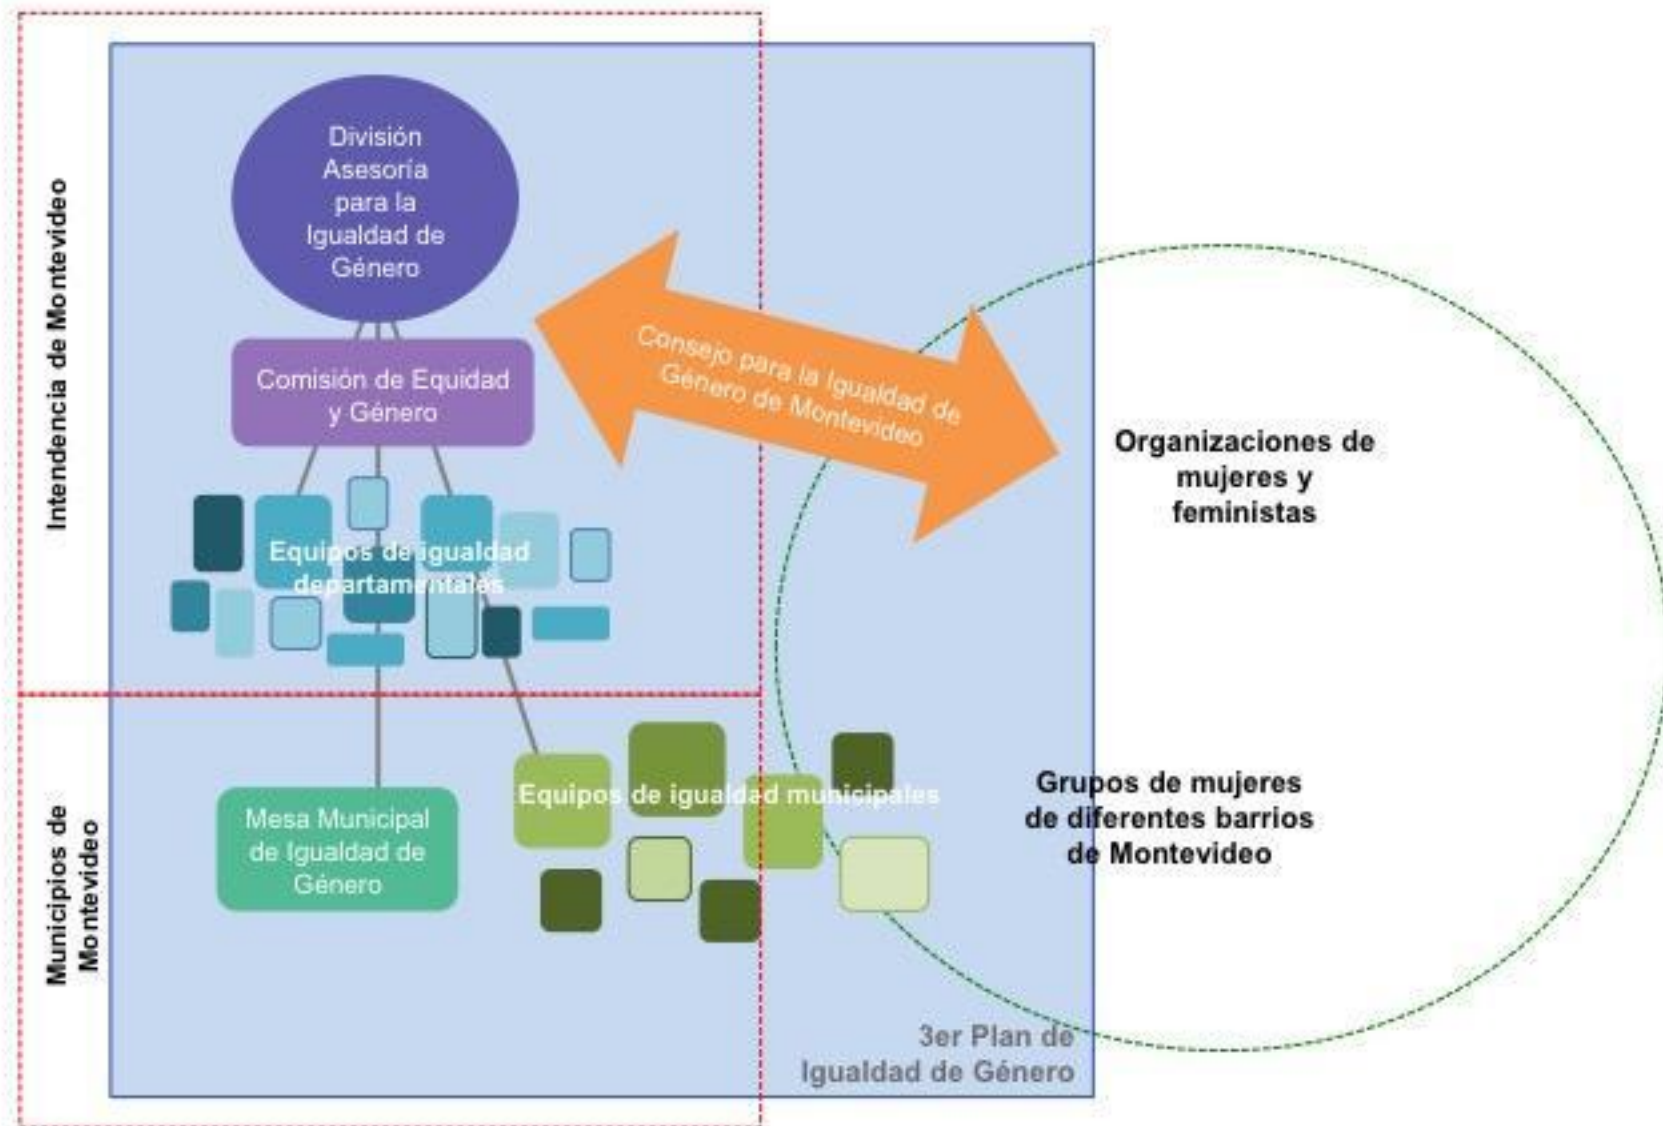 Intendencia de Montevideo
División
Asesoría
para la
Igualdad de
Género
Comisión de Equidad
y Género
Consejo para la Igualdad de
Género de Montevideo
Equipos de igualdad
departamentales
Organizaciones de
mujeres y
feministas
Municipios de
Montevideo
Mesa Municipal
de Igualdad de
Género
Equipos de igualdad municipales
Grupos de mujeres
de diferentes barrios
de Montevideo
3er Plan de
Igualdad de Género